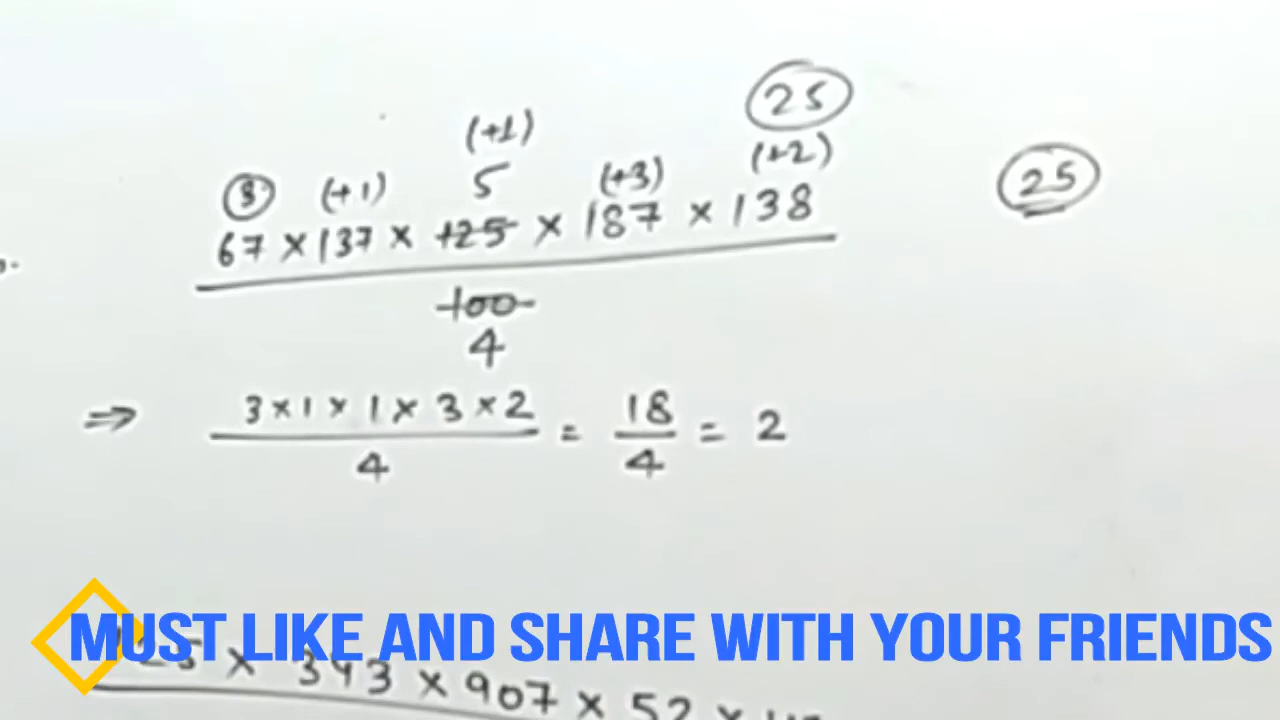 25
(+1)
3 (+1) 5 (+3) (+2) 25
67 × 137 × 125 × 187 × 138
100
4
⇒ 3 × 1 × 1 × 3 × 2 / 4 = 18 / 4 = 2
MUST LIKE AND SHARE WITH YOUR FRIENDS
25 × 343 × 907 × 52 ×